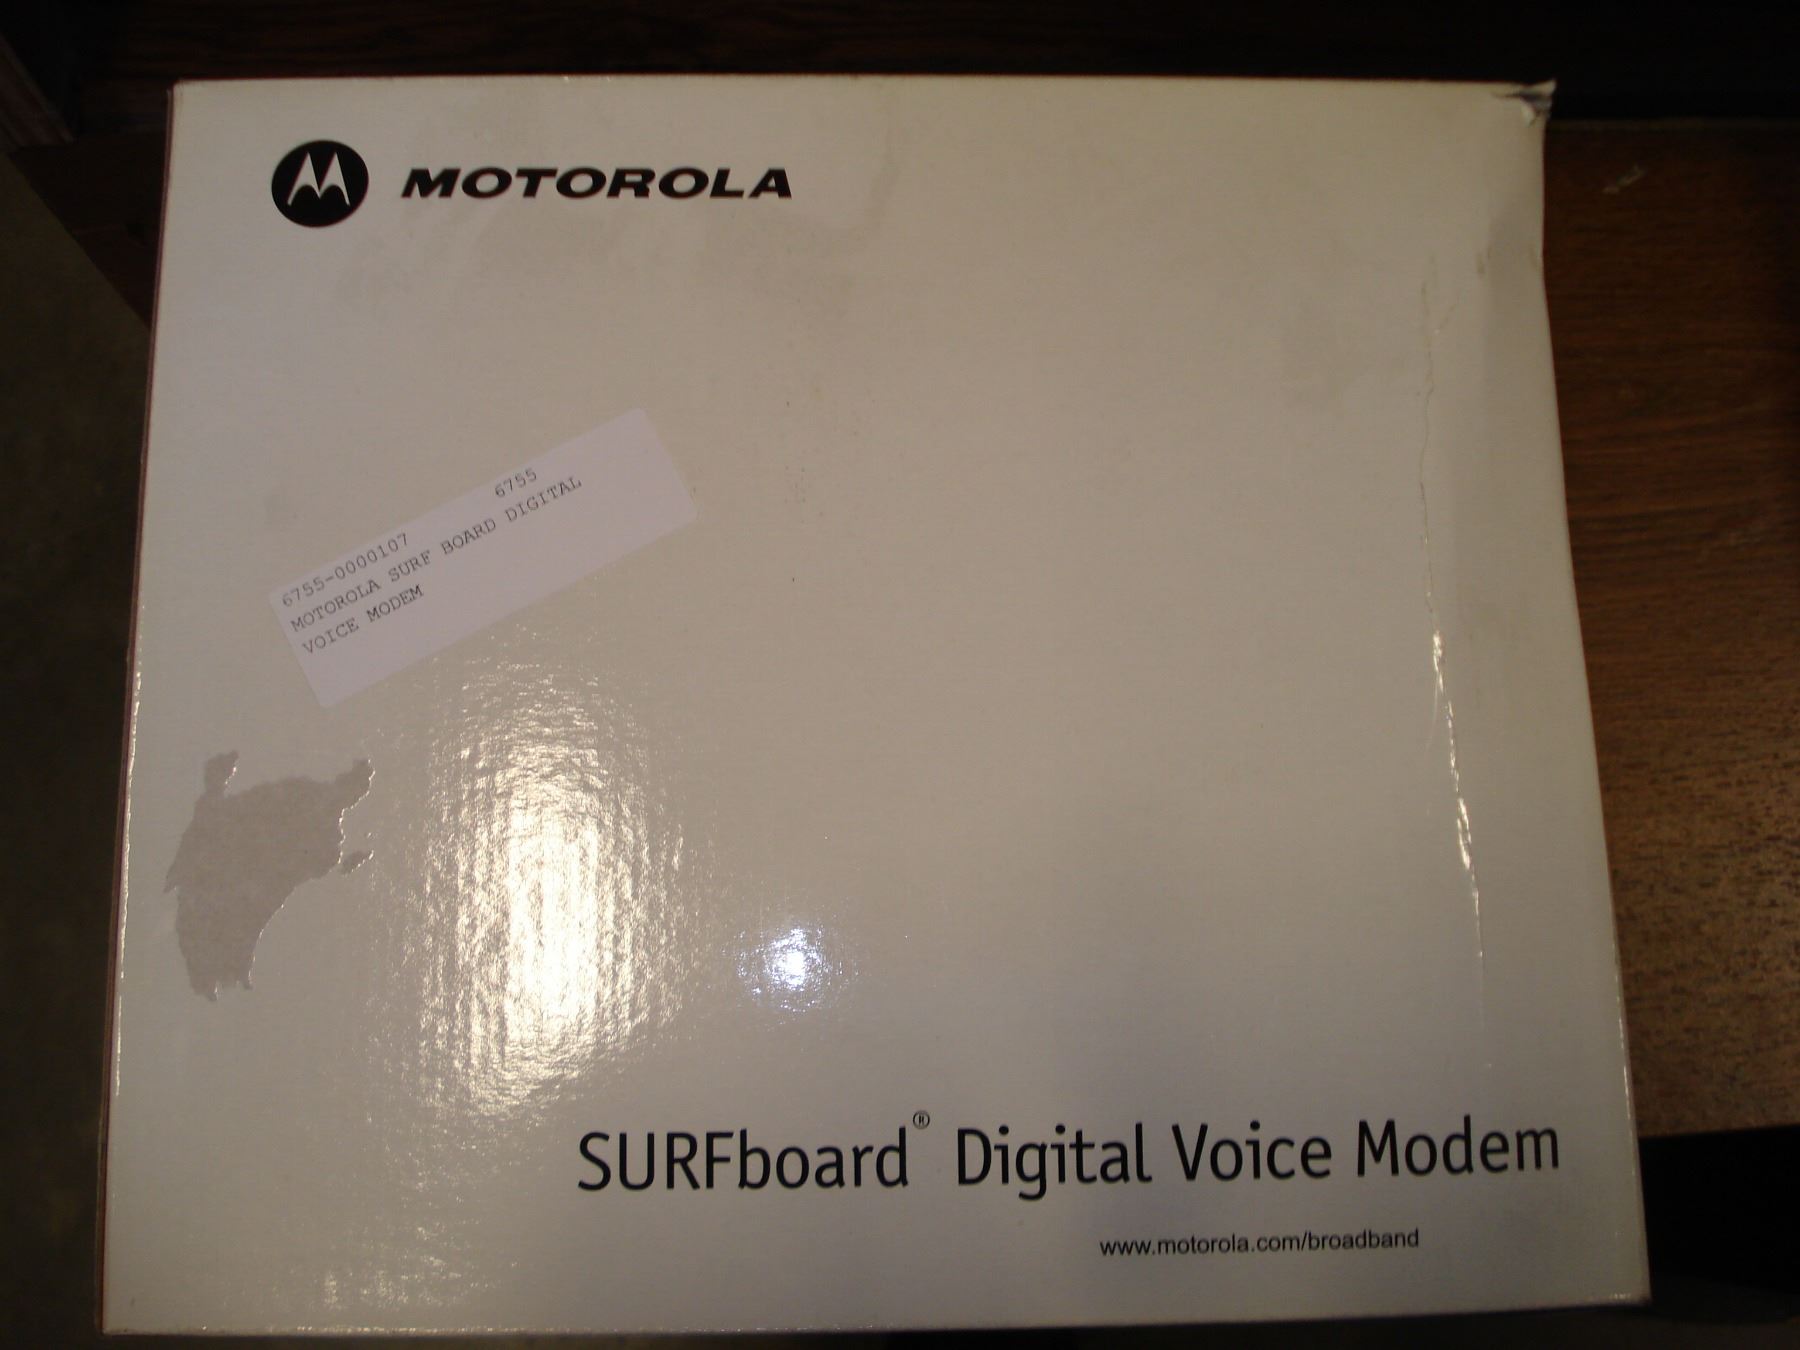 MOTOROLA
6755
6755-0000107
MOTOROLA SURF BOARD DIGITAL
VOICE MODEM
SURFboard® Digital Voice Modem
www.motorola.com/broadband